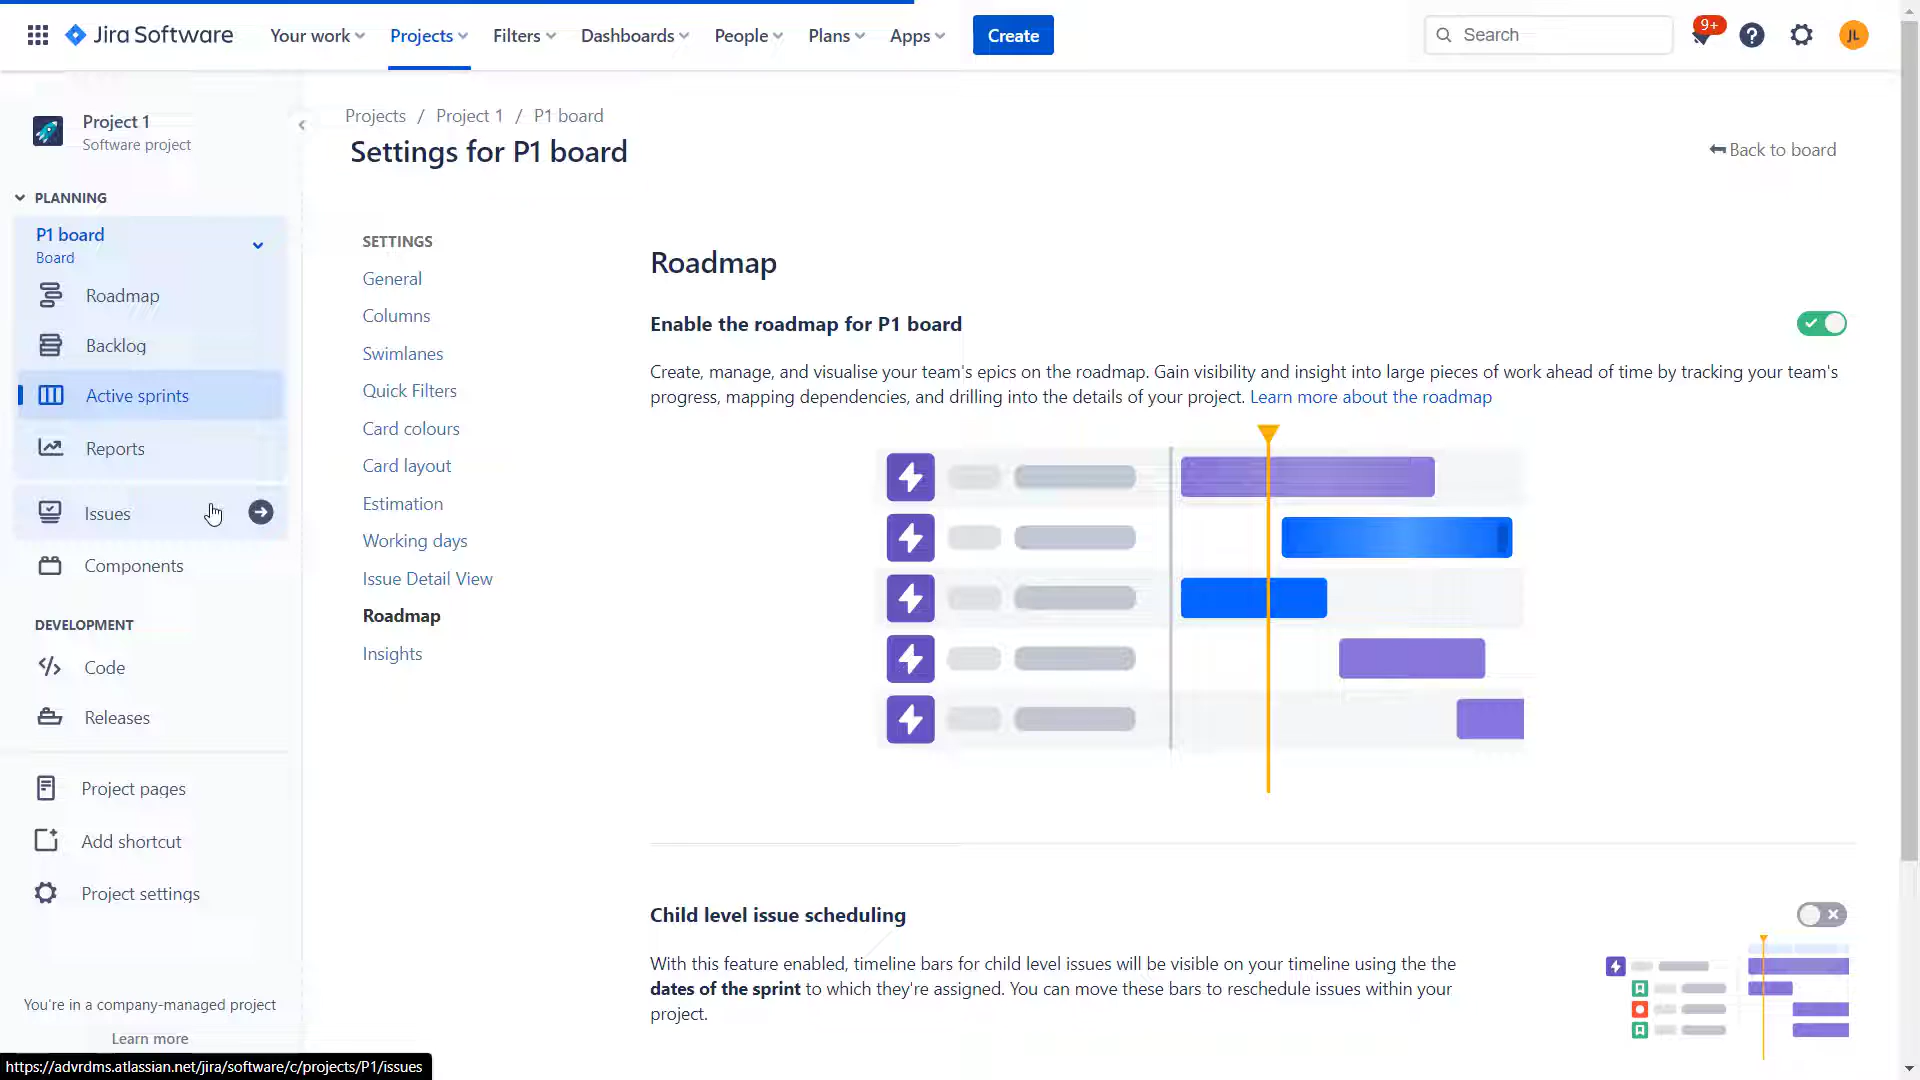 Jira Software
Your work
Projects
Filters
Dashboards
People
Plans
Apps
Create
Search
9+
JL
Project 1
Software project
PLANNING
P1 board
Board
Roadmap
Backlog
Active sprints
Reports
Issues
Components
DEVELOPMENT
Code
Releases
Project pages
Add shortcut
Project settings
You're in a company-managed project
Learn more
https://advrdms.atlassian.net/jira/software/c/projects/P1/issues
Projects / Project 1 / P1 board
Settings for P1 board
Back to board
SETTINGS
General
Columns
Swimlanes
Quick Filters
Card colours
Card layout
Estimation
Working days
Issue Detail View
Roadmap
Insights
Roadmap
Enable the roadmap for P1 board
Create, manage, and visualise your team's epics on the roadmap. Gain visibility and insight into large pieces of work ahead of time by tracking your team's
progress, mapping dependencies, and drilling into the details of your project. Learn more about the roadmap
Child level issue scheduling
With this feature enabled, timeline bars for child level issues will be visible on your timeline using the the
dates of the sprint to which they're assigned. You can move these bars to reschedule issues within your
project.